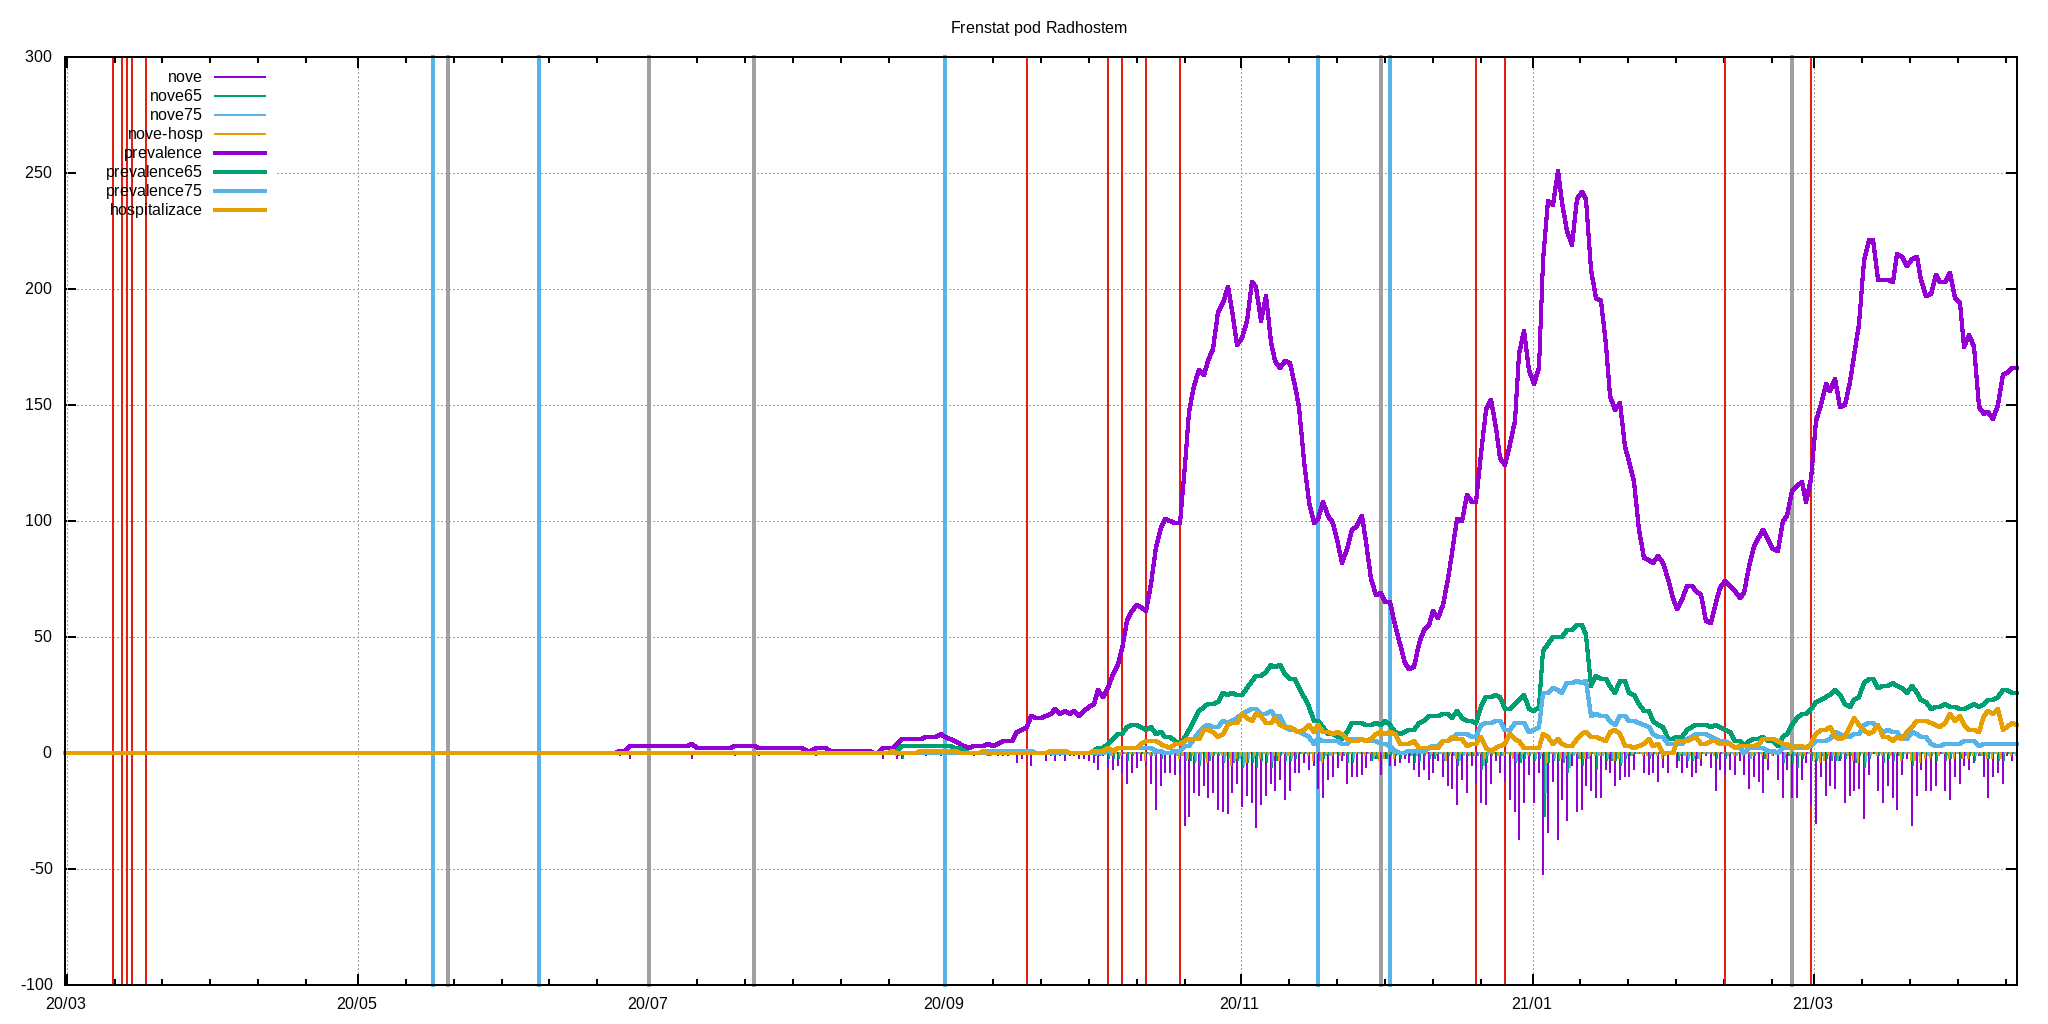 Frenstat pod Radhostem
300
250
200
150
100
50
0
-50
-100
nove
nove65
nove75
nove-hosp
prevalence
prevalence65
prevalence75
hospitalizace
20/03 20/05 20/07 20/09 20/11 21/01 21/03